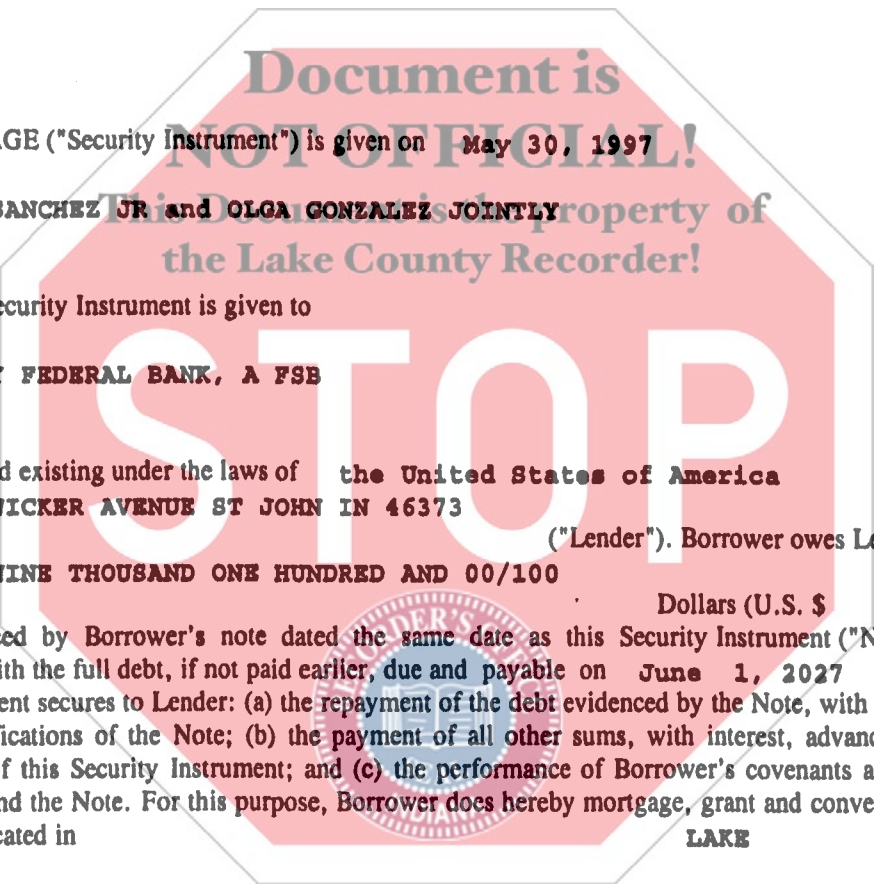 Document is
AGE ("Security Instrument") is given on May 30, 1997
NOT OFFICIAL!
SANCHEZ JR and OLGA GONZALEZ JOINTLY
This Document is the property of
the Lake County Recorder!
ecurity Instrument is given to
STOP
FEDERAL BANK, A FSB
d existing under the laws of the United States of America
WICKER AVENUE ST JOHN IN 46373
("Lender"). Borrower owes Le
NINE THOUSAND ONE HUNDRED AND 00/100
Dollars (U.S. $
ced by Borrower's note dated the same date as this Security Instrument ("N
ith the full debt, if not paid earlier, due and payable on June 1, 2027
ent secures to Lender: (a) the repayment of the debt evidenced by the Note, with
fications of the Note; (b) the payment of all other sums, with interest, advanc
f this Security Instrument; and (c) the performance of Borrower's covenants a
nd the Note. For this purpose, Borrower does hereby mortgage, grant and conve
cated in LAKE
INDIANA